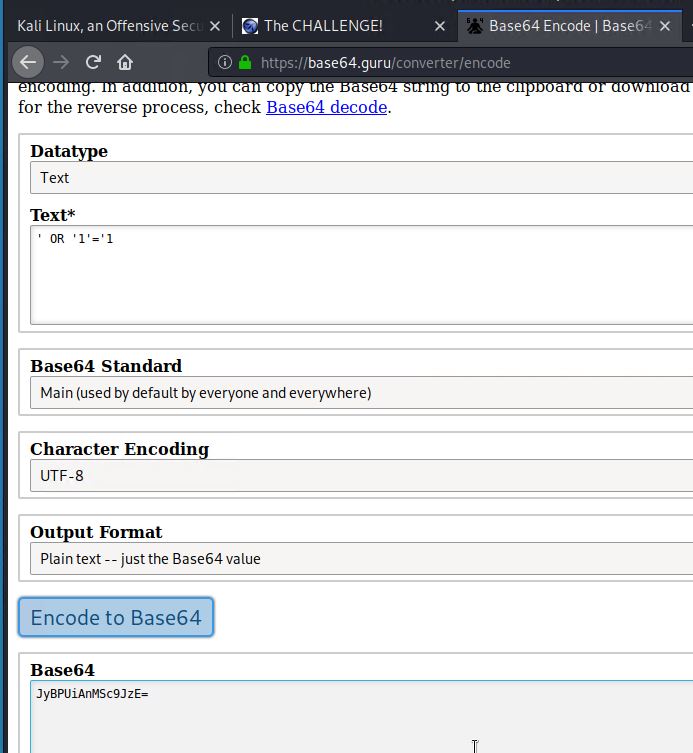 Kali Linux, an Offensive Secu
The CHALLENGE!
Base64 Encode | Base64
https://base64.guru/converter/encode
encoding. In addition, you can copy the Base64 string to the clipboard or download
for the reverse process, check Base64 decode.
Datatype
Text
Text*
' OR '1'='1
Base64 Standard
Main (used by default by everyone and everywhere)
Character Encoding
UTF-8
Output Format
Plain text -- just the Base64 value
Encode to Base64
Base64
JyBPUiAnMSc9JzE=